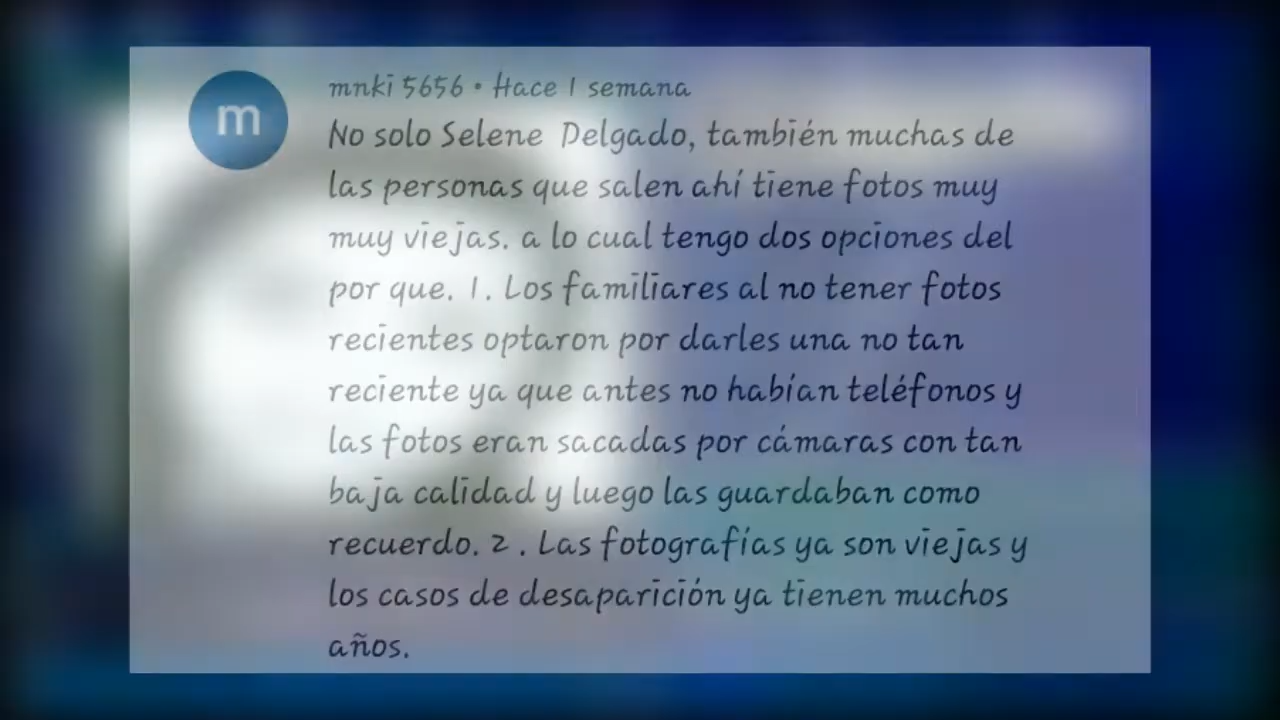 m
mnki 5656 • Hace 1 semana
No solo Selene Delgado, también muchas de
las personas que salen ahí tiene fotos muy
muy viejas. a lo cual tengo dos opciones del
por que. 1. Los familiares al no tener fotos
recientes optaron por darles una no tan
reciente ya que antes no habían teléfonos y
las fotos eran sacadas por cámaras con tan
baja calidad y luego las guardaban como
recuerdo. 2 . Las fotografías ya son viejas y
los casos de desaparición ya tienen muchos
años.